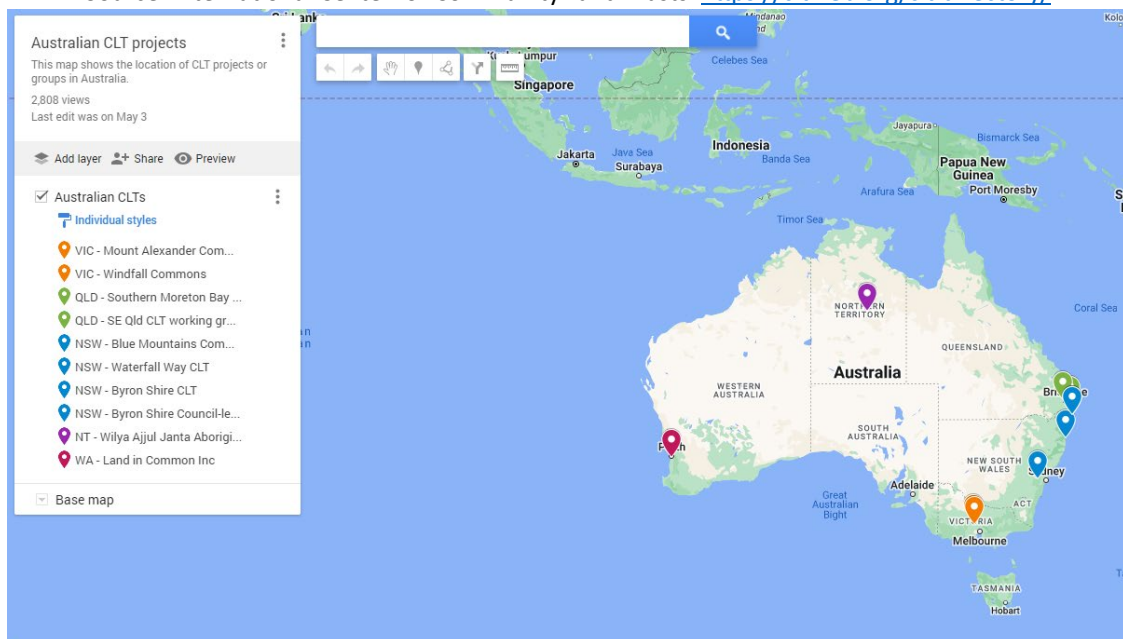 Australian CLT projects
This map shows the location of CLT projects or
groups in Australia.
2,808 views
Last edit was on May 3
Add layer
Share
Preview
Australian CLTs
Individual styles
VIC - Mount Alexander Com...
VIC - Windfall Commons
QLD - Southern Moreton Bay ...
QLD - SE Qld CLT working gr...
NSW - Blue Mountains Com...
NSW - Waterfall Way CLT
NSW - Byron Shire CLT
NSW - Byron Shire Council-le...
NT - Wilya Ajjul Janta Aborigi...
WA - Land in Common Inc
Base map
Celebes Sea
Singapore
Jayapura
Bismarck Sea
Indonesia
Jakarta
Java Sea
Banda Sea
Surabaya
Papua New
Guinea
Arafura Sea
Port Moresby
Timor Sea
NORTHERN
TERRITORY
Coral Sea
QUEENSLAND
Australia
WESTERN
AUSTRALIA
SOUTH
AUSTRALIA
NEW SOUTH
WALES
Adelaide
Great
Australian
Bight
ACT
Melbourne
TASMANIA
Hobart